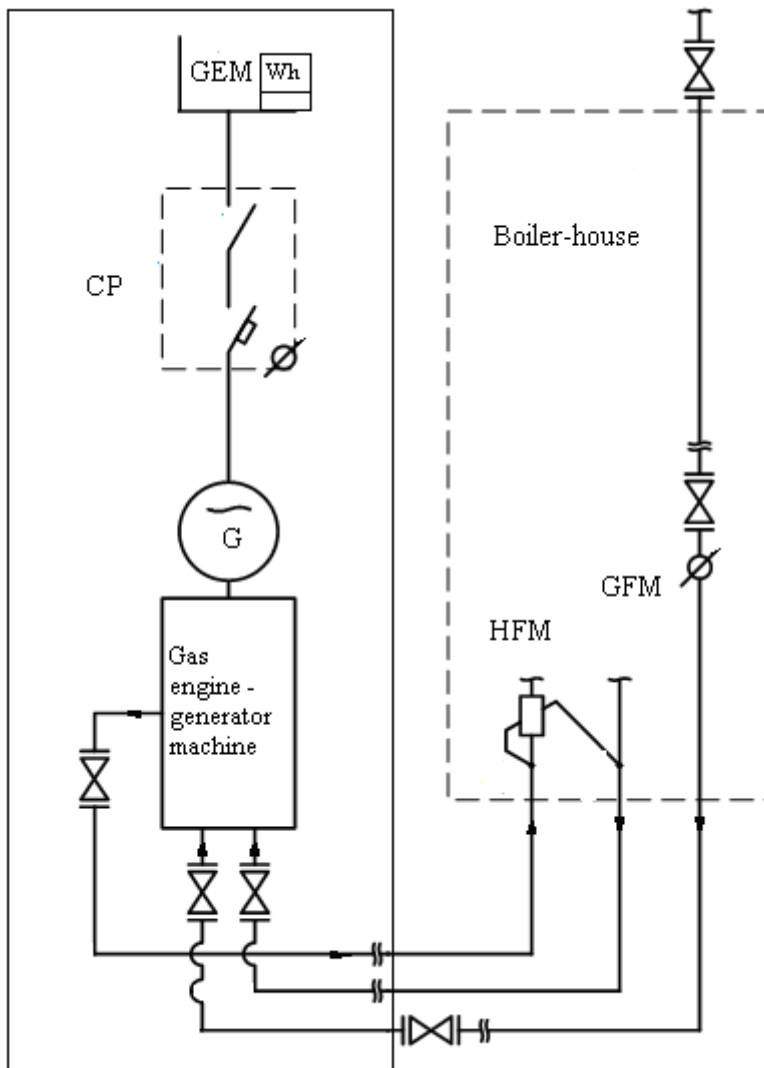 GEM
Wh
Boiler-house
CP
G
GFM
HFM
Gas
engine -
generator
machine